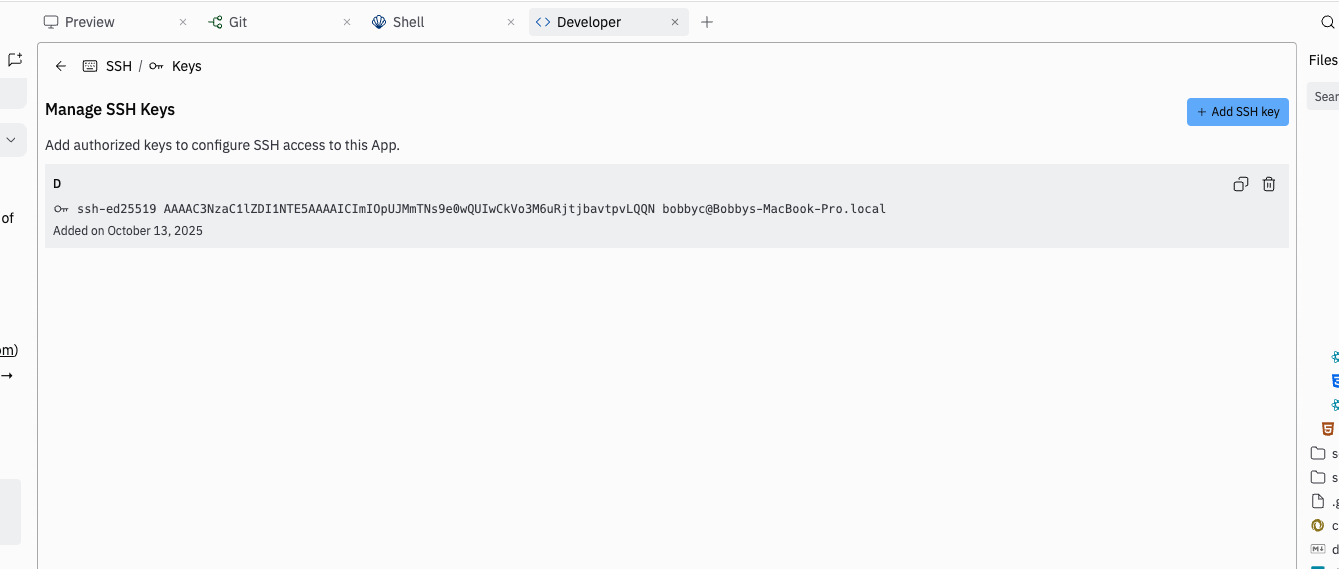 Preview
Git
Shell
Developer
SSH / Keys
Files
Manage SSH Keys
Add SSH key
Sear
Add authorized keys to configure SSH access to this App.
D
ssh-ed25519 AAAAC3NzaC1lZDI1NTE5AAAAICImIOpUJMmTNs9e0wQUIwCkVo3M6uRjtjbavtpvLQQN bobbyc@Bobbys-MacBook-Pro.local
of
Added on October 13, 2025
om)
→
s
s
.g
c
d